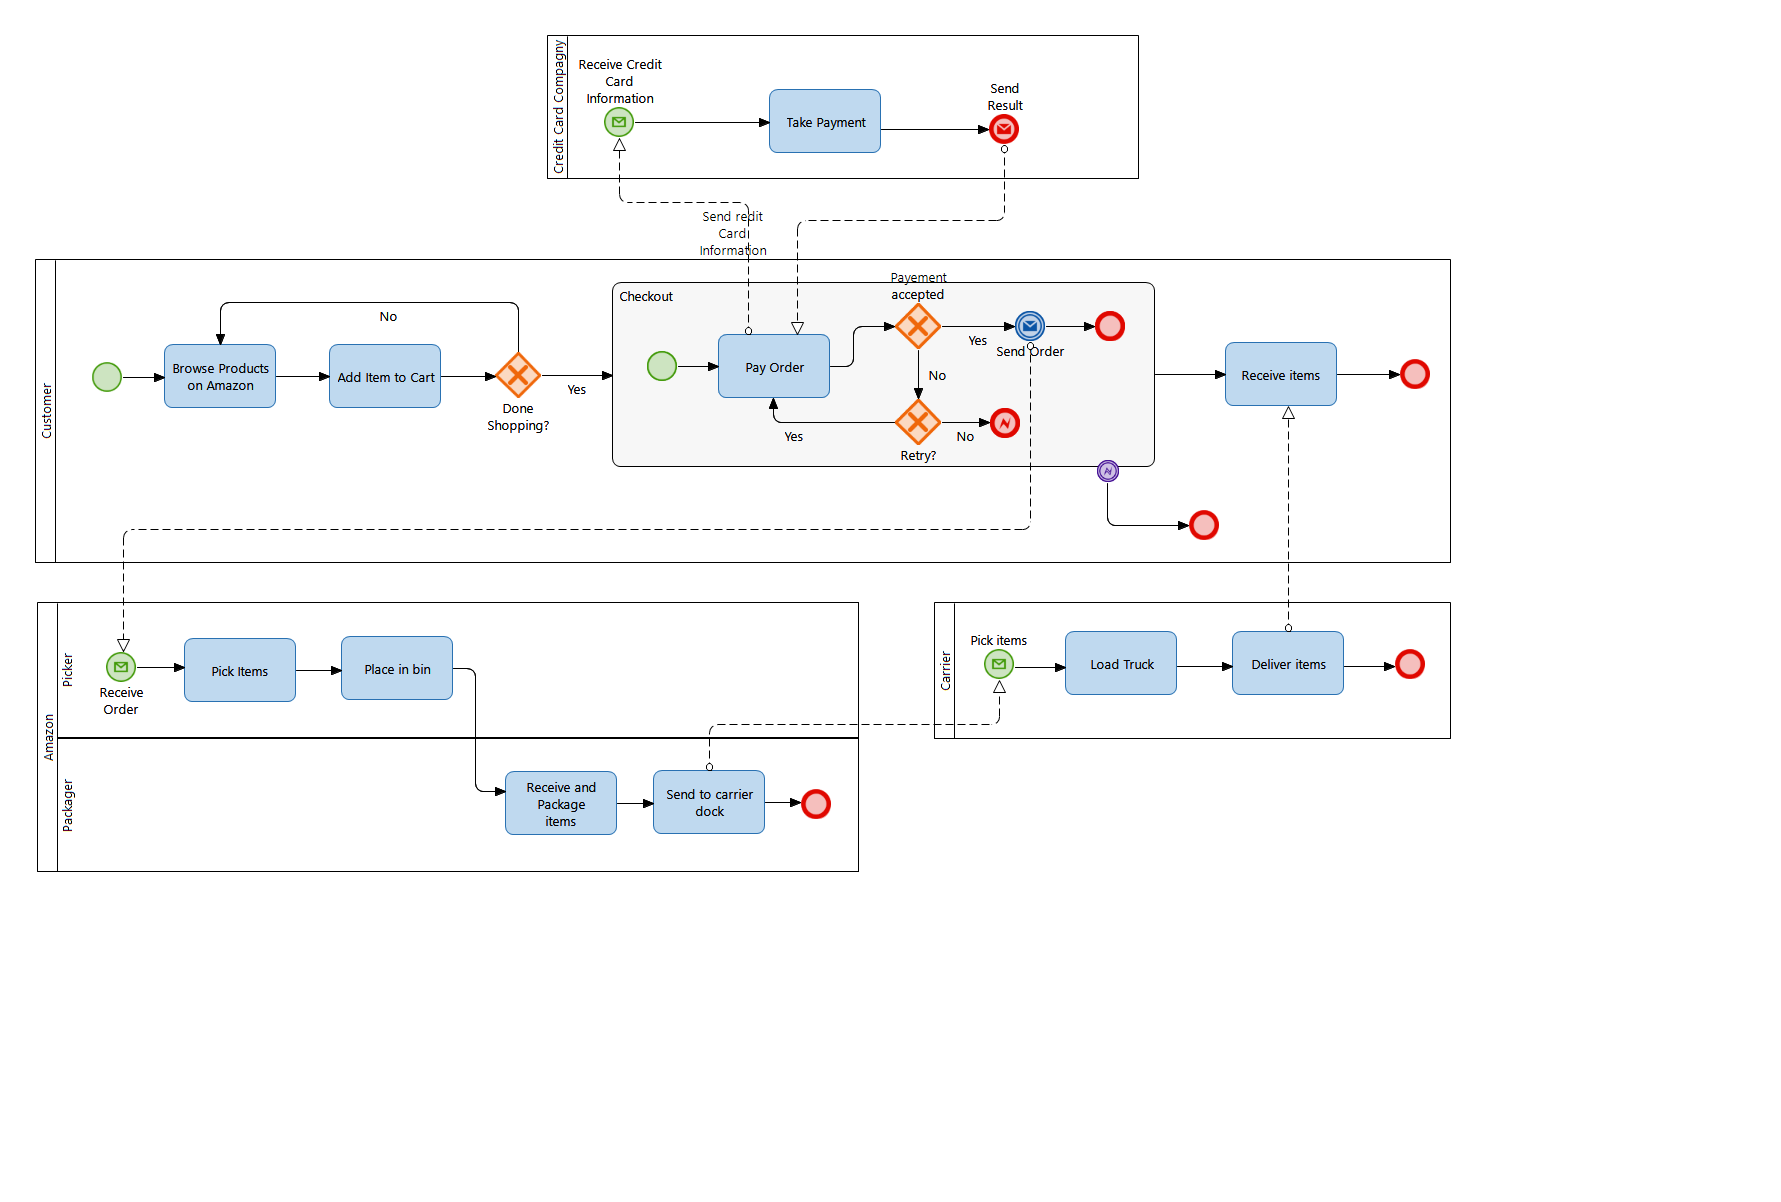 Credit Card Compagny
Receive Credit
Card
Information
Take Payment
Send
Result
Send redit
Card
Information
Customer
No
Browse Products
on Amazon
Add Item to Cart
Done
Shopping?
Yes
Checkout
Pay Order
Payement
accepted
Yes
Send Order
No
Yes
Retry?
No
Receive items
Amazon
Picker
Receive
Order
Pick Items
Place in bin
Packager
Receive and
Package
items
Send to carrier
dock
Carrier
Pick items
Load Truck
Deliver items